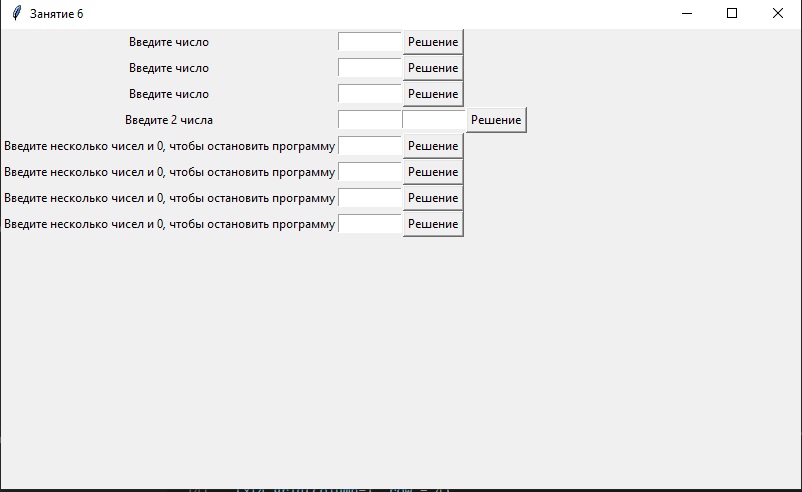 Занятие 6
Введите число Решение
Введите число Решение
Введите число Решение
Введите 2 числа Решение
Введите несколько чисел и 0, чтобы остановить программу Решение
Введите несколько чисел и 0, чтобы остановить программу Решение
Введите несколько чисел и 0, чтобы остановить программу Решение
Введите несколько чисел и 0, чтобы остановить программу Решение